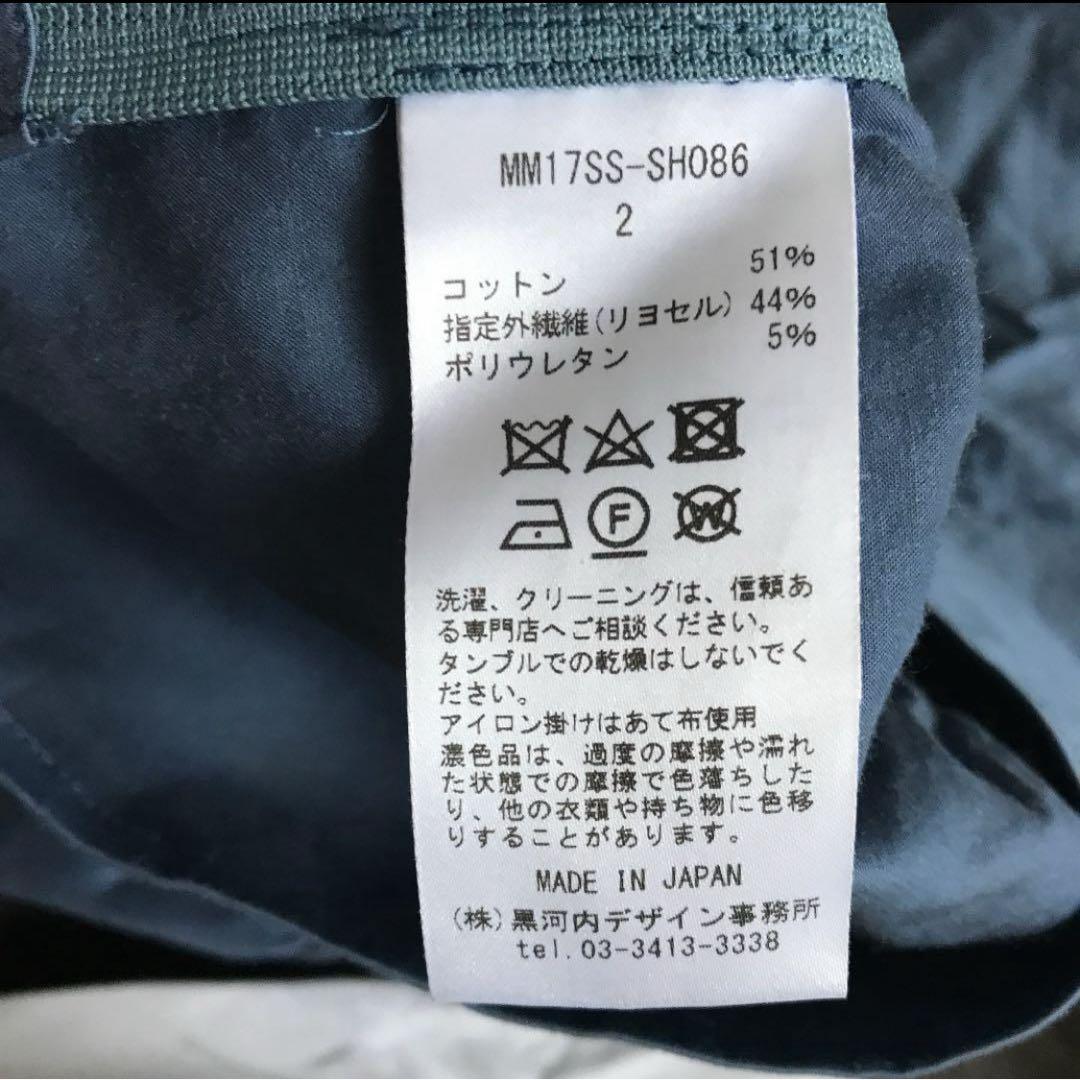 MM17SS-SH086
2
コットン 51%
指定外繊維(リヨセル) 44%
ポリウレタン 5%
F
W
洗濯、クリーニングは、信頼あ
る専門店へご相談ください。
タンブルでの乾燥はしないでく
ださい。
アイロン掛けはあて布使用
濃色品は、過度の摩擦や濡れ
た状態での摩擦で色落ちした
り、他の衣類や持ち物に色移
りすることがあります。
MADE IN JAPAN
(株)黒河内デザイン事務所
tel.03-3413-3338